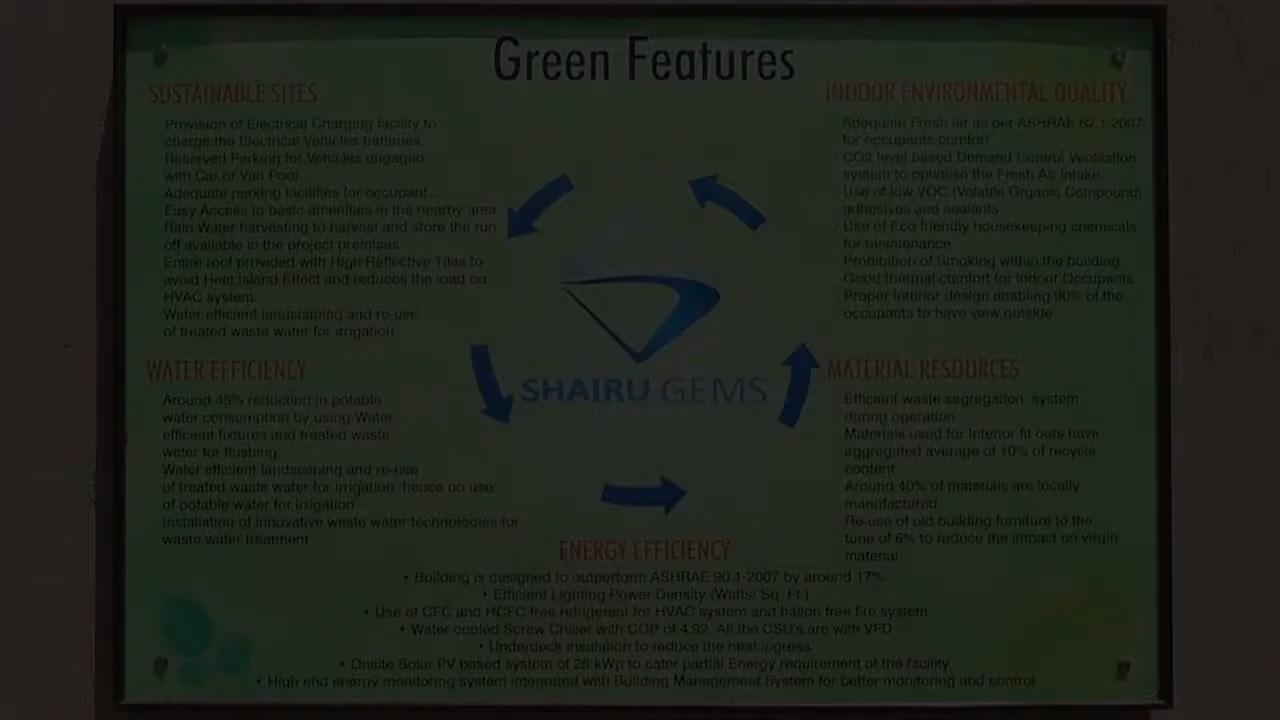 Green Features
SUSTAINABLE SITES
Provision of Electrical Charging facility to
charge the Electrical Vehicles batteries.
Reserved Parking for Vehicles engaged
with Car or Van Pool.
Adequate parking facilities for occupant
Easy Access to basic amenities in the nearby area
Rain Water harvesting to harvest and store the run
off available in the project premises.
Entire roof provided with High Reflective Tiles to
avoid Heat Island Effect and reduces the load on
HVAC system.
Water efficient landscaping and re-use
of treated waste water for irrigation.
WATER EFFICIENCY
Around 45% reduction in potable
water consumption by using Water
efficient fixtures and treated waste
water for flushing.
Water efficient landscaping and re-use
of treated waste water for irrigation, hence no use
of potable water for irrigation
Installation of innovative waste water technologies for
waste water treatment
SHAIRU GEMS
INDOOR ENVIRONMENTAL QUALITY
Adequate Fresh air as per ASHRAE 62.1-2007
for occupants comfort
CO2 level based Demand Control Ventilation
system to optimise the Fresh Air Intake.
Use of low VOC (Volatile Organic Compound)
adhesives and sealants
Use of Eco friendly housekeeping chemicals
for maintenance
Prohibition of Smoking within the building
Good thermal comfort for Indoor Occupants
Proper Interior design enabling 90% of the
occupants to have view outside
MATERIAL RESOURCES
Efficient waste segregation system
during operation
Materials used for Interior fit outs have
aggregated average of 10% of recycle
content
Around 40% of materials are locally
manufactured
Re-use of old building furniture to the
tune of 6% to reduce the impact on virgin
material
ENERGY EFFICIENCY
• Building is designed to outperform ASHRAE 90.1-2007 by around 17%
• Efficient Lighting Power Density (Watts/ Sq. Ft.)
• Use of CFC and HCFC free refrigerant for HVAC system and hallon free fire system
• Water cooled Screw Chiller with COP of 4.92. All the CSU's are with VFD
• Underdeck insulation to reduce the heat ingress.
• Onsite Solar PV based system of 28 kWp to cater partial Energy requirement of the facility
• High end energy monitoring system integrated with Building Management System for better monitoring and control